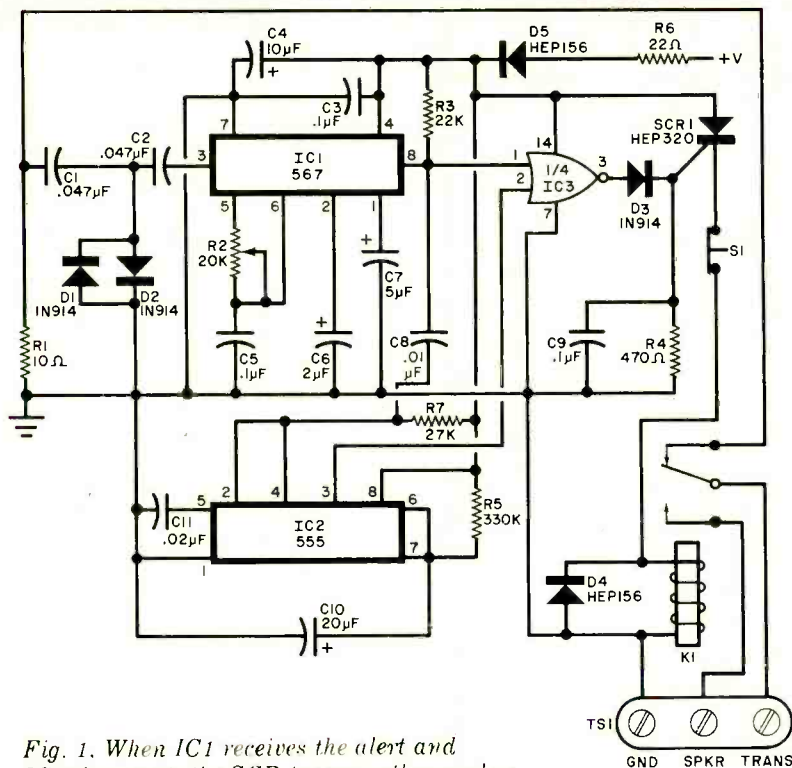 C4
10µF
+
D5
HEP156
R6
22Ω
+V
C3
.1µF
R3
22K
SCR1
HEP320
7
4
14
C2
.047µF
3
IC1
567
8
1
2
1/4
IC3
3
C1
.047µF
5
6
2
1
7
D3
IN914
R2
20K
+
S1
D1
IN914
D2
IN914
C7
5µF
+
R1
10Ω
C5
.1µF
C6
2µF
C8
.01
µF
C9
.1µF
R4
470Ω
R7
27K
2
4
3
8
C11
.02µF
5
6
R5
330K
IC2
555
1
7
D4
HEP156
C10
20µF
+
K1
TS1
GND SPKR TRANS
Fig. 1. When IC1 receives the alert and